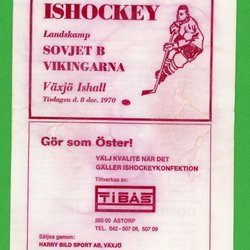 ISHOCKEY
Landskamp
SOVJET B
VIKINGARNA
Växjö Ishall
Tisdagen d. 8 dec. 1970
Gör som Öster!
VÄLJ KVALITÉ NÄR DET
GÄLLER ISHOCKEYKONFEKTION
Tillverkas av:
TIBAS
265 00 ÅSTORP
TEL. 042 - 507 08, 507 09
Säljes genom:
HARRY BILD SPORT AB, VÄXJÖ